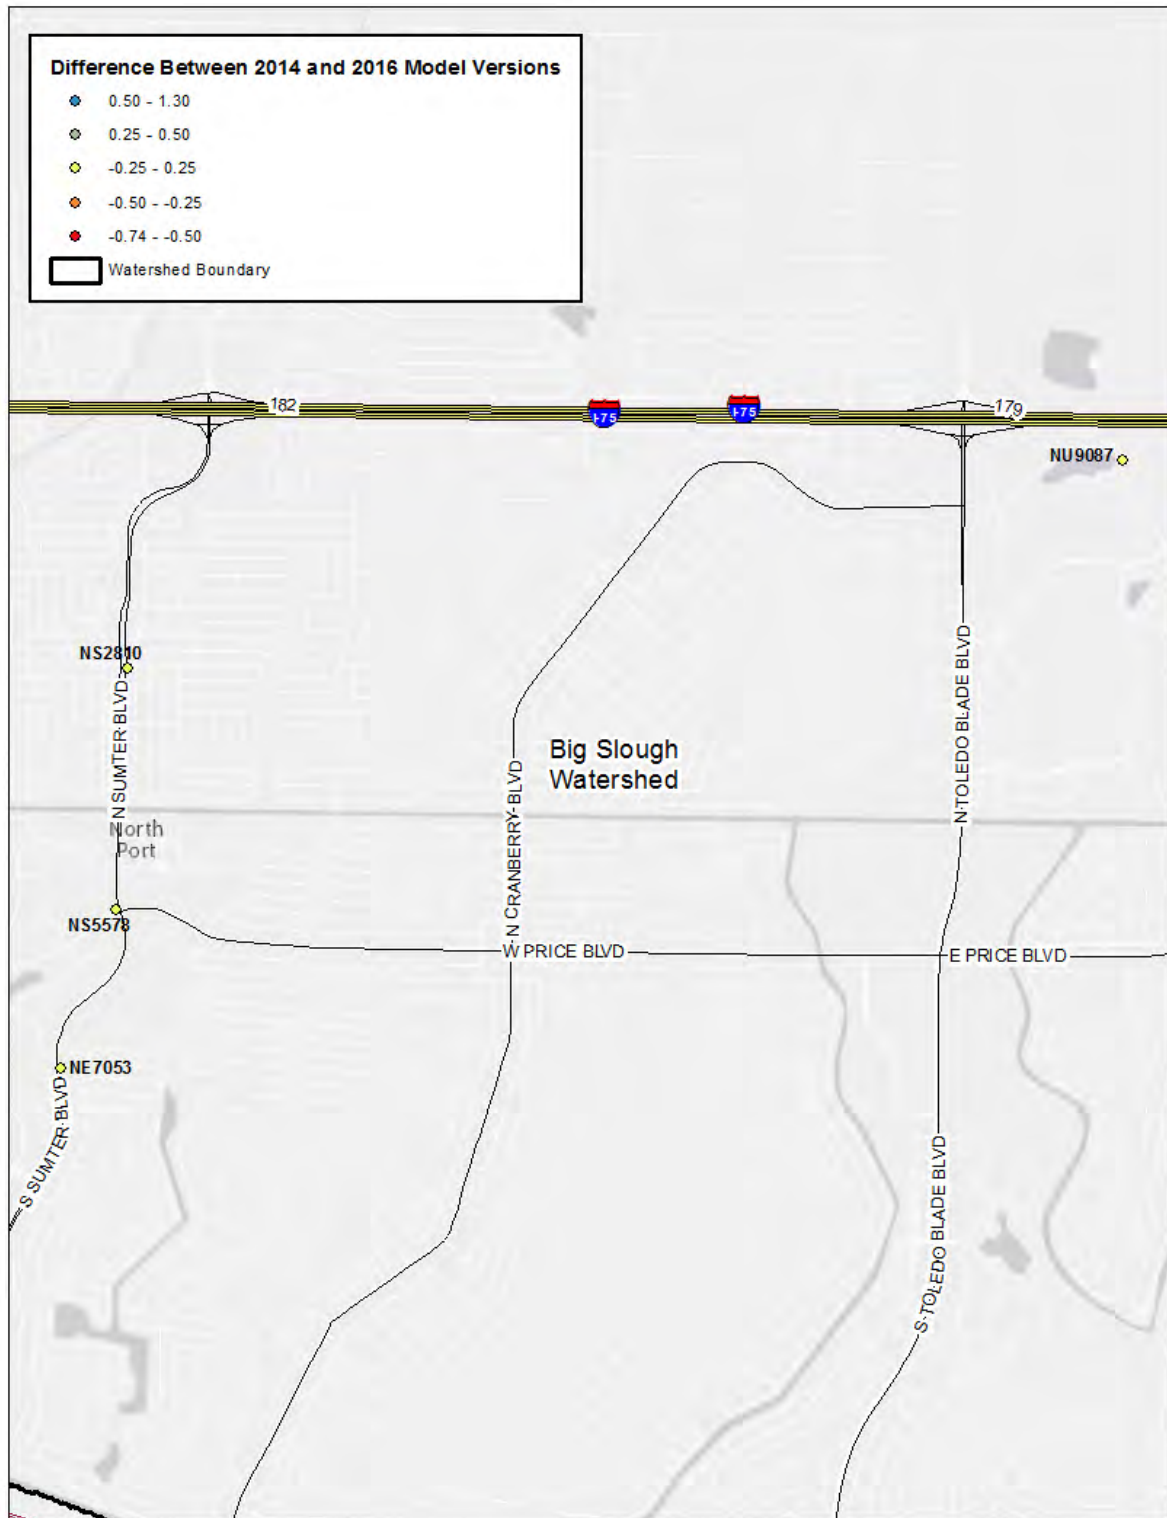 Difference Between 2014 and 2016 Model Versions
0.50 - 1.30
0.25 - 0.50
-0.25 - 0.25
-0.50 - -0.25
-0.74 - -0.50
Watershed Boundary
182
I-75
I-75
179
NU9087
NS2810
N SUMTER BLVD
N TOLEDO BLADE BLVD
Big Slough
Watershed
N CRANBERRY BLVD
North
Port
NS5578
W PRICE BLVD
E PRICE BLVD
NE7053
S SUMTER BLVD
S TOLEDO BLADE BLVD